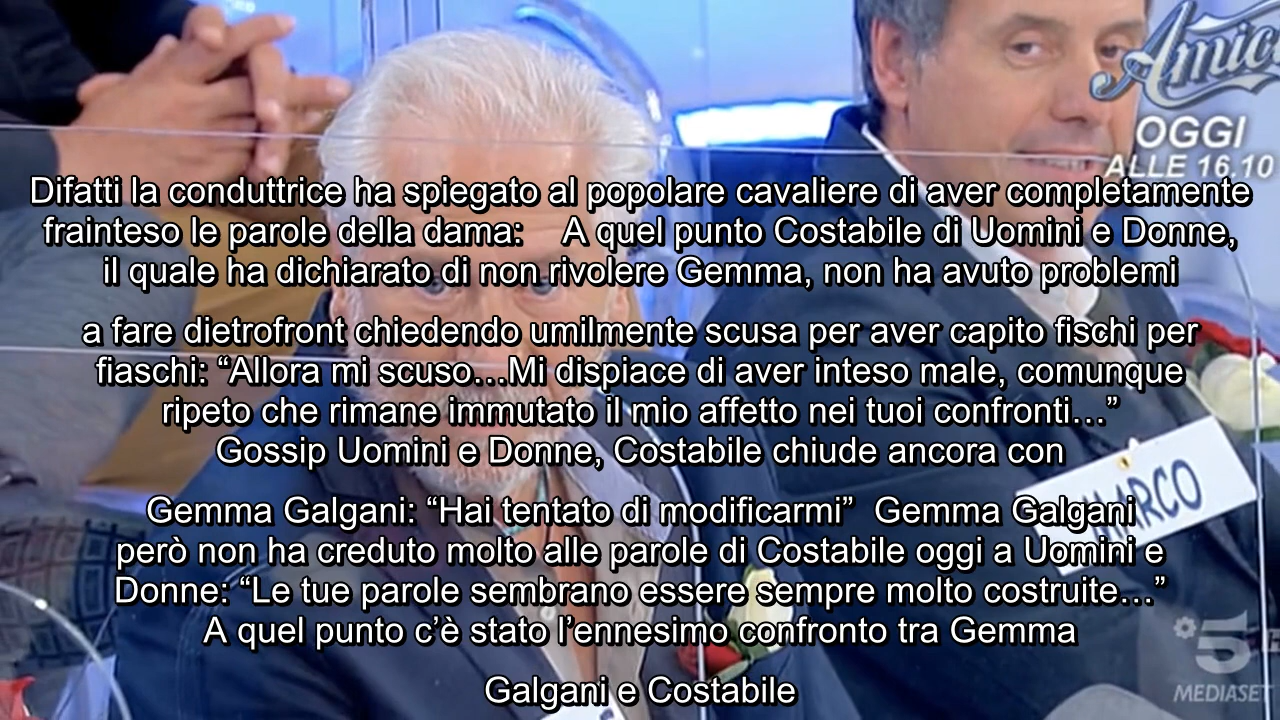 Amici
OGGI
ALLE 16.10
Difatti la conduttrice ha spiegato al popolare cavaliere di aver completamente
frainteso le parole della dama: A quel punto Costabile di Uomini e Donne,
il quale ha dichiarato di non rivolere Gemma, non ha avuto problemi
a fare dietrofront chiedendo umilmente scusa per aver capito fischi per
fiaschi: “Allora mi scuso…Mi dispiace di aver inteso male, comunque
ripeto che rimane immutato il mio affetto nei tuoi confronti…”
Gossip Uomini e Donne, Costabile chiude ancora con
Gemma Galgani: “Hai tentato di modificarmi” Gemma Galgani
però non ha creduto molto alle parole di Costabile oggi a Uomini e
Donne: “Le tue parole sembrano essere sempre molto costruite…”
A quel punto c’è stato l’ennesimo confronto tra Gemma
Galgani e Costabile
MARCO
5
MEDIASET